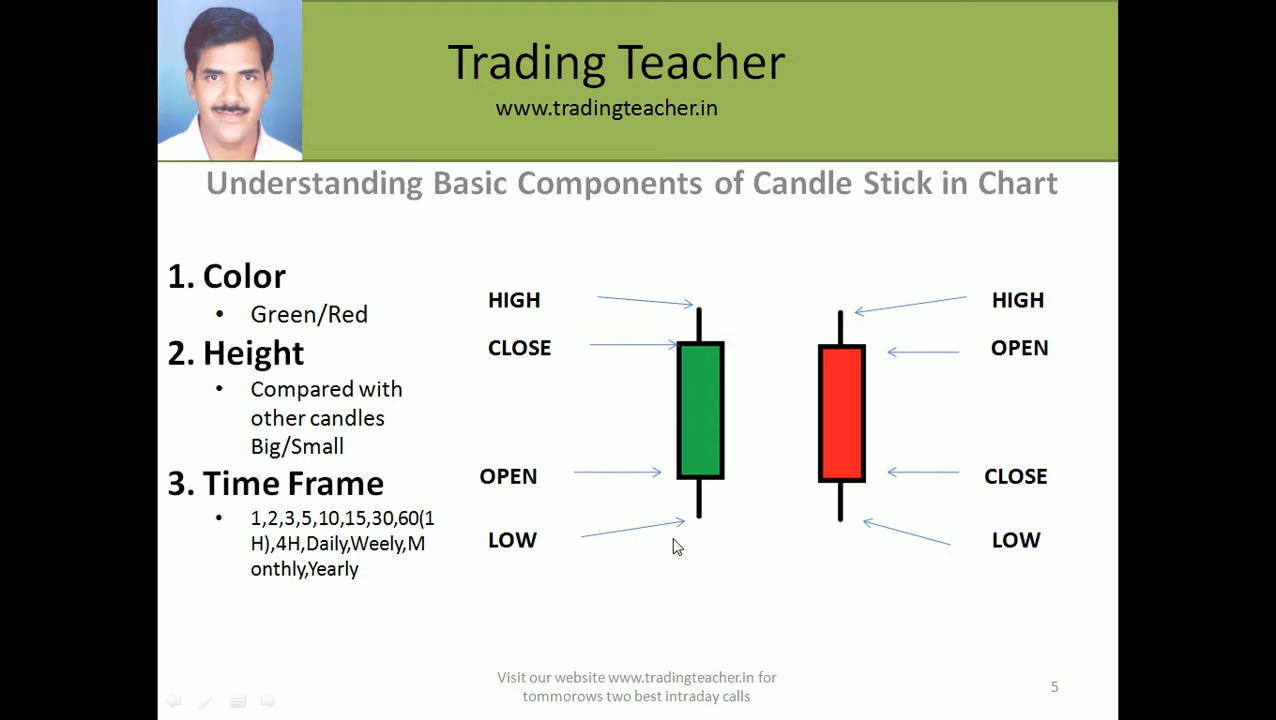 Trading Teacher
www.tradingteacher.in
Understanding Basic Components of Candle Stick in Chart
1. Color
• Green/Red
2. Height
• Compared with
other candles
Big/Small
3. Time Frame
• 1,2,3,5,10,15,30,60(1
H),4H,Daily,Weely,M
onthly,Yearly
HIGH
CLOSE
OPEN
LOW
HIGH
OPEN
CLOSE
LOW
Visit our website www.tradingteacher.in for
tommorows two best intraday calls
5